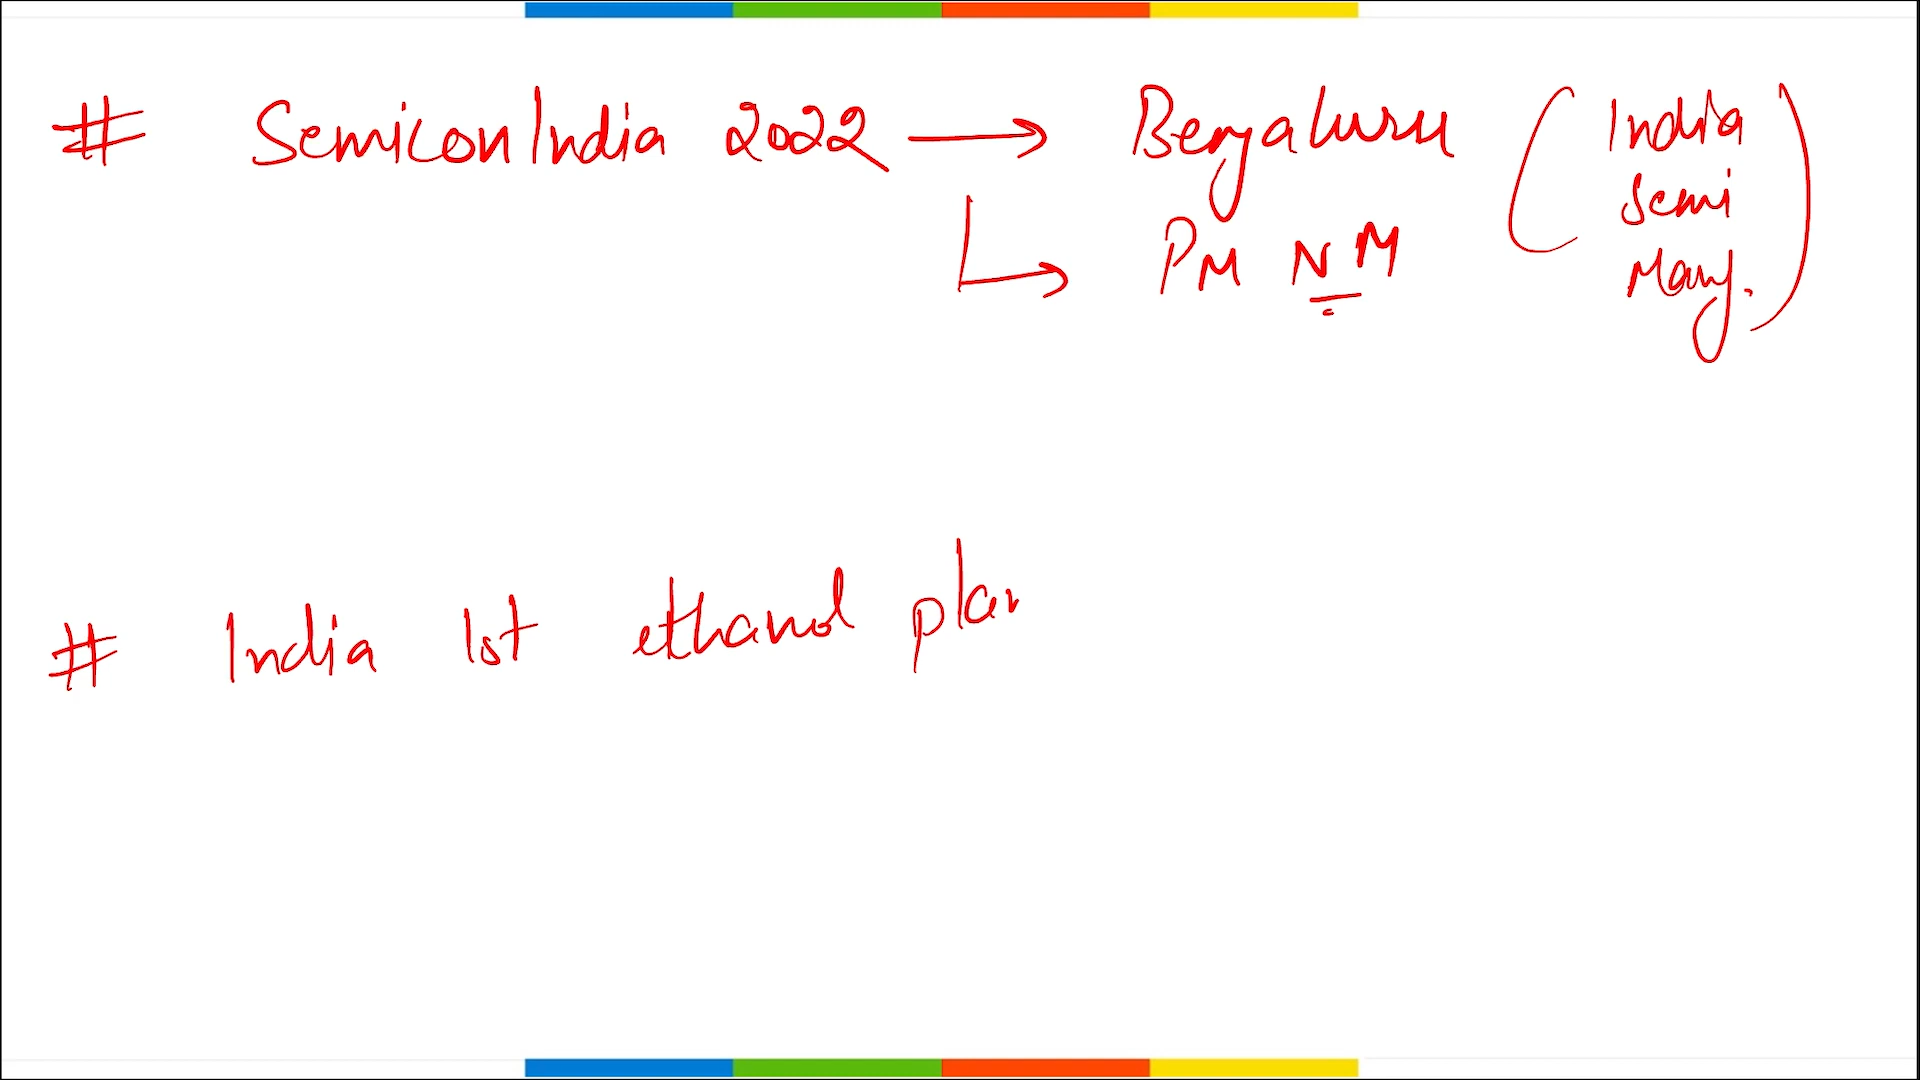 # SemiconIndia 2022 → Bengaluru (India
Semi
Manf.)
↳ PM NM
# India 1st ethanol plan